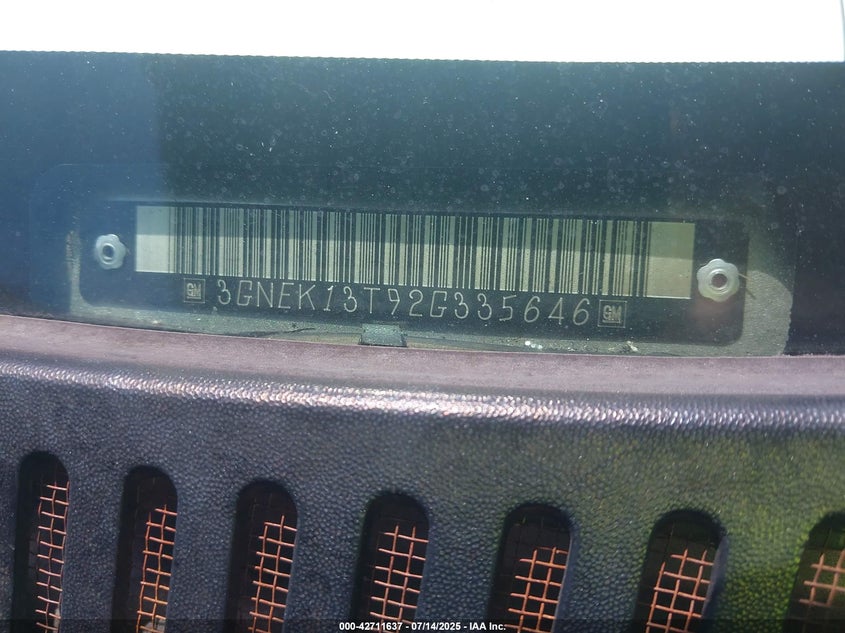 GM 3GNEK13T92G335646 GM
000-42711637 - 07/14/2025 - IAA Inc.